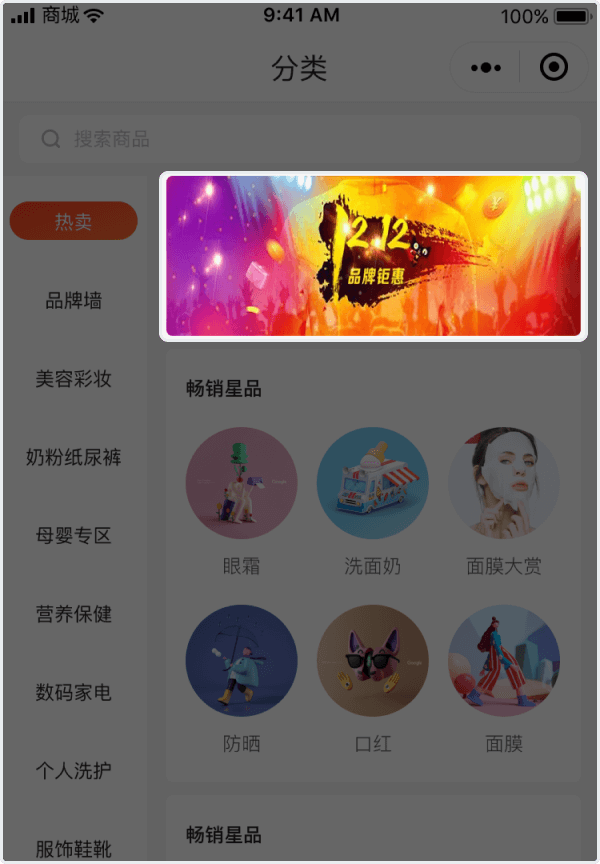 商城
9:41 AM
100%
分类
搜索商品
热卖
品牌墙
美容彩妆
奶粉纸尿裤
母婴专区
营养保健
数码家电
个人洗护
服饰鞋靴
12.12
品牌钜惠
畅销星品
眼霜
洗面奶
面膜大赏
防晒
口红
面膜
畅销星品